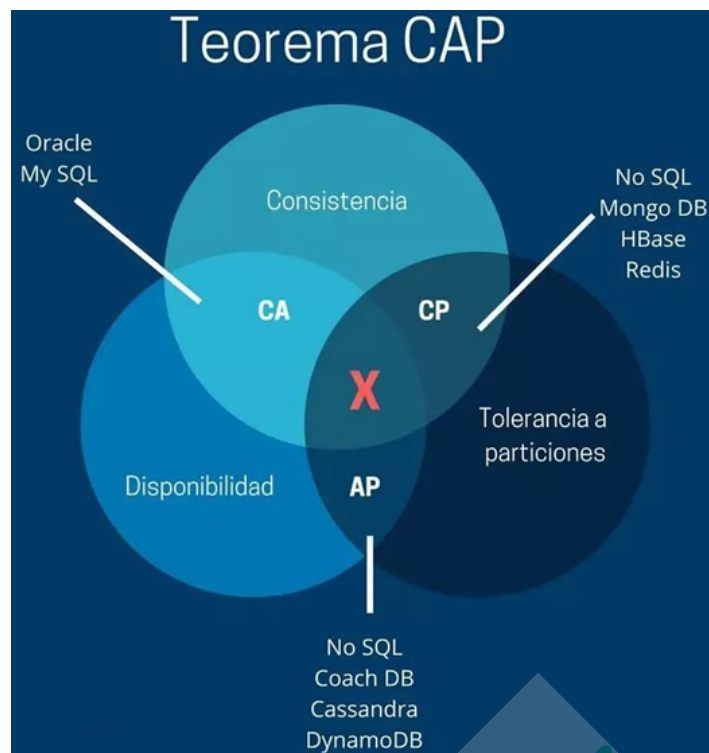 Teorema CAP
Oracle
My SQL
Consistencia
No SQL
Mongo DB
HBase
Redis
CA
CP
X
Tolerancia a
particiones
Disponibilidad
AP
No SQL
Coach DB
Cassandra
DynamoDB